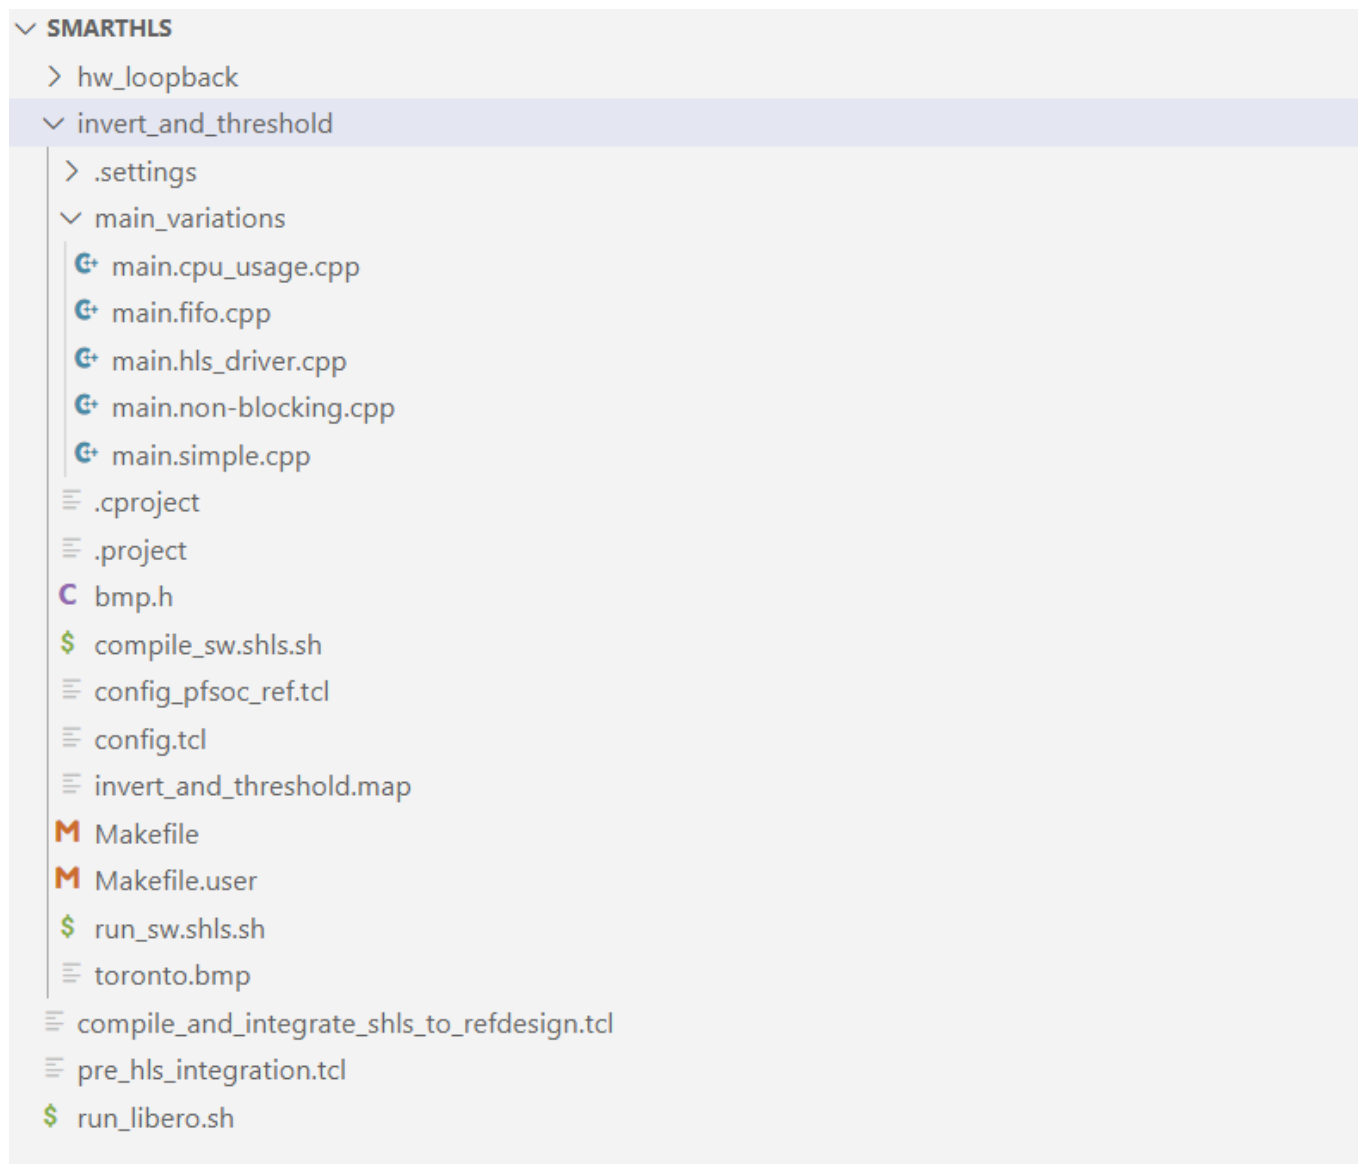 SMARTHLS
hw_loopback
invert_and_threshold
.settings
main_variations
main.cpu_usage.cpp
main.fifo.cpp
main.hls_driver.cpp
main.non-blocking.cpp
main.simple.cpp
.cproject
.project
C bmp.h
$ compile_sw.shls.sh
config_pfsoc_ref.tcl
config.tcl
invert_and_threshold.map
M Makefile
M Makefile.user
$ run_sw.shls.sh
toronto.bmp
compile_and_integrate_shls_to_refdesign.tcl
pre_hls_integration.tcl
$ run_libero.sh